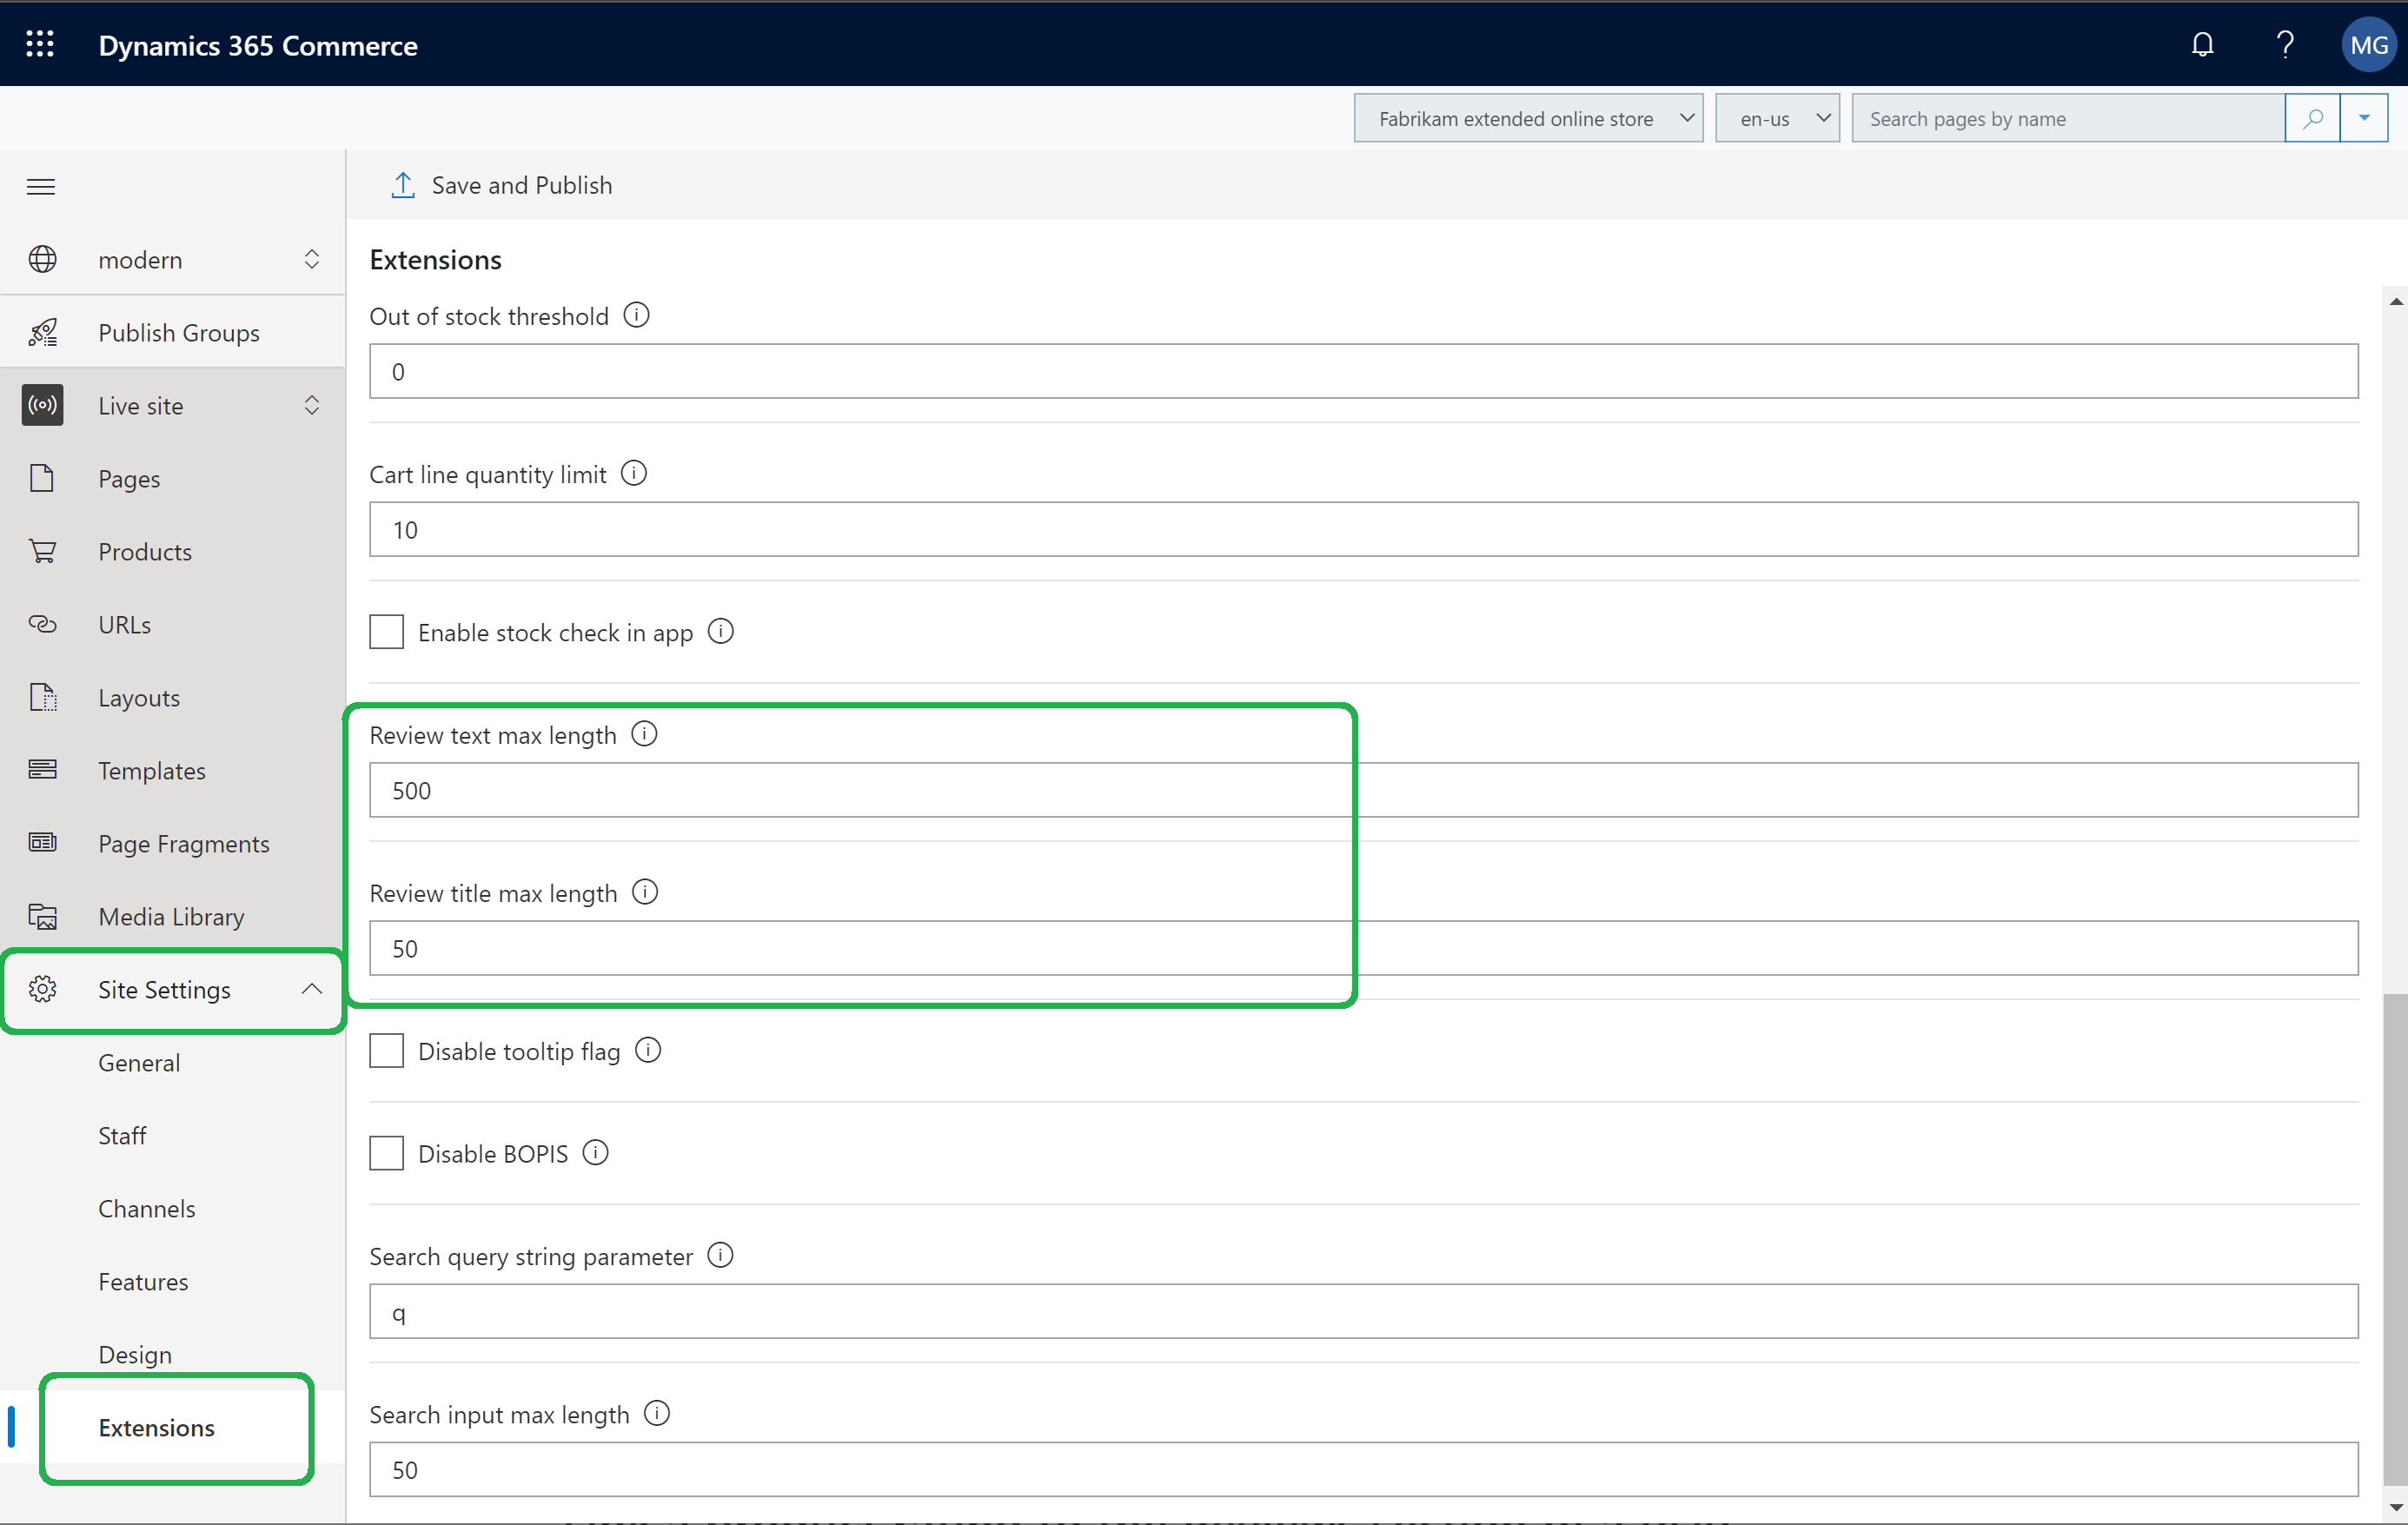 Dynamics 365 Commerce
MG
Fabrikam extended online store
en-us
Search pages by name
Save and Publish
modern
Publish Groups
Live site
Pages
Products
URLs
Layouts
Templates
Page Fragments
Media Library
Site Settings
General
Staff
Channels
Features
Design
Extensions
Extensions
Out of stock threshold
0
Cart line quantity limit
10
Enable stock check in app
Review text max length
500
Review title max length
50
Disable tooltip flag
Disable BOPIS
Search query string parameter
q
Search input max length
50